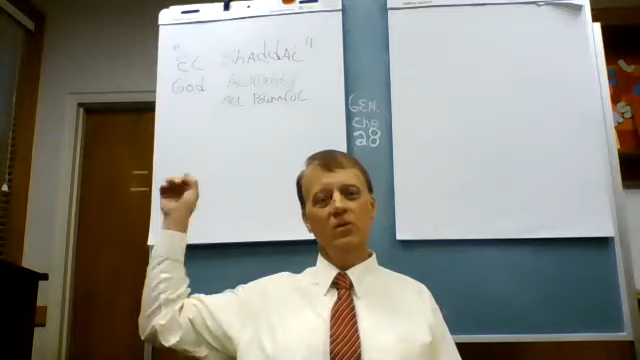 "EL ShAddAi"
God Almighty
All Powerful
GEN.
Chp
28